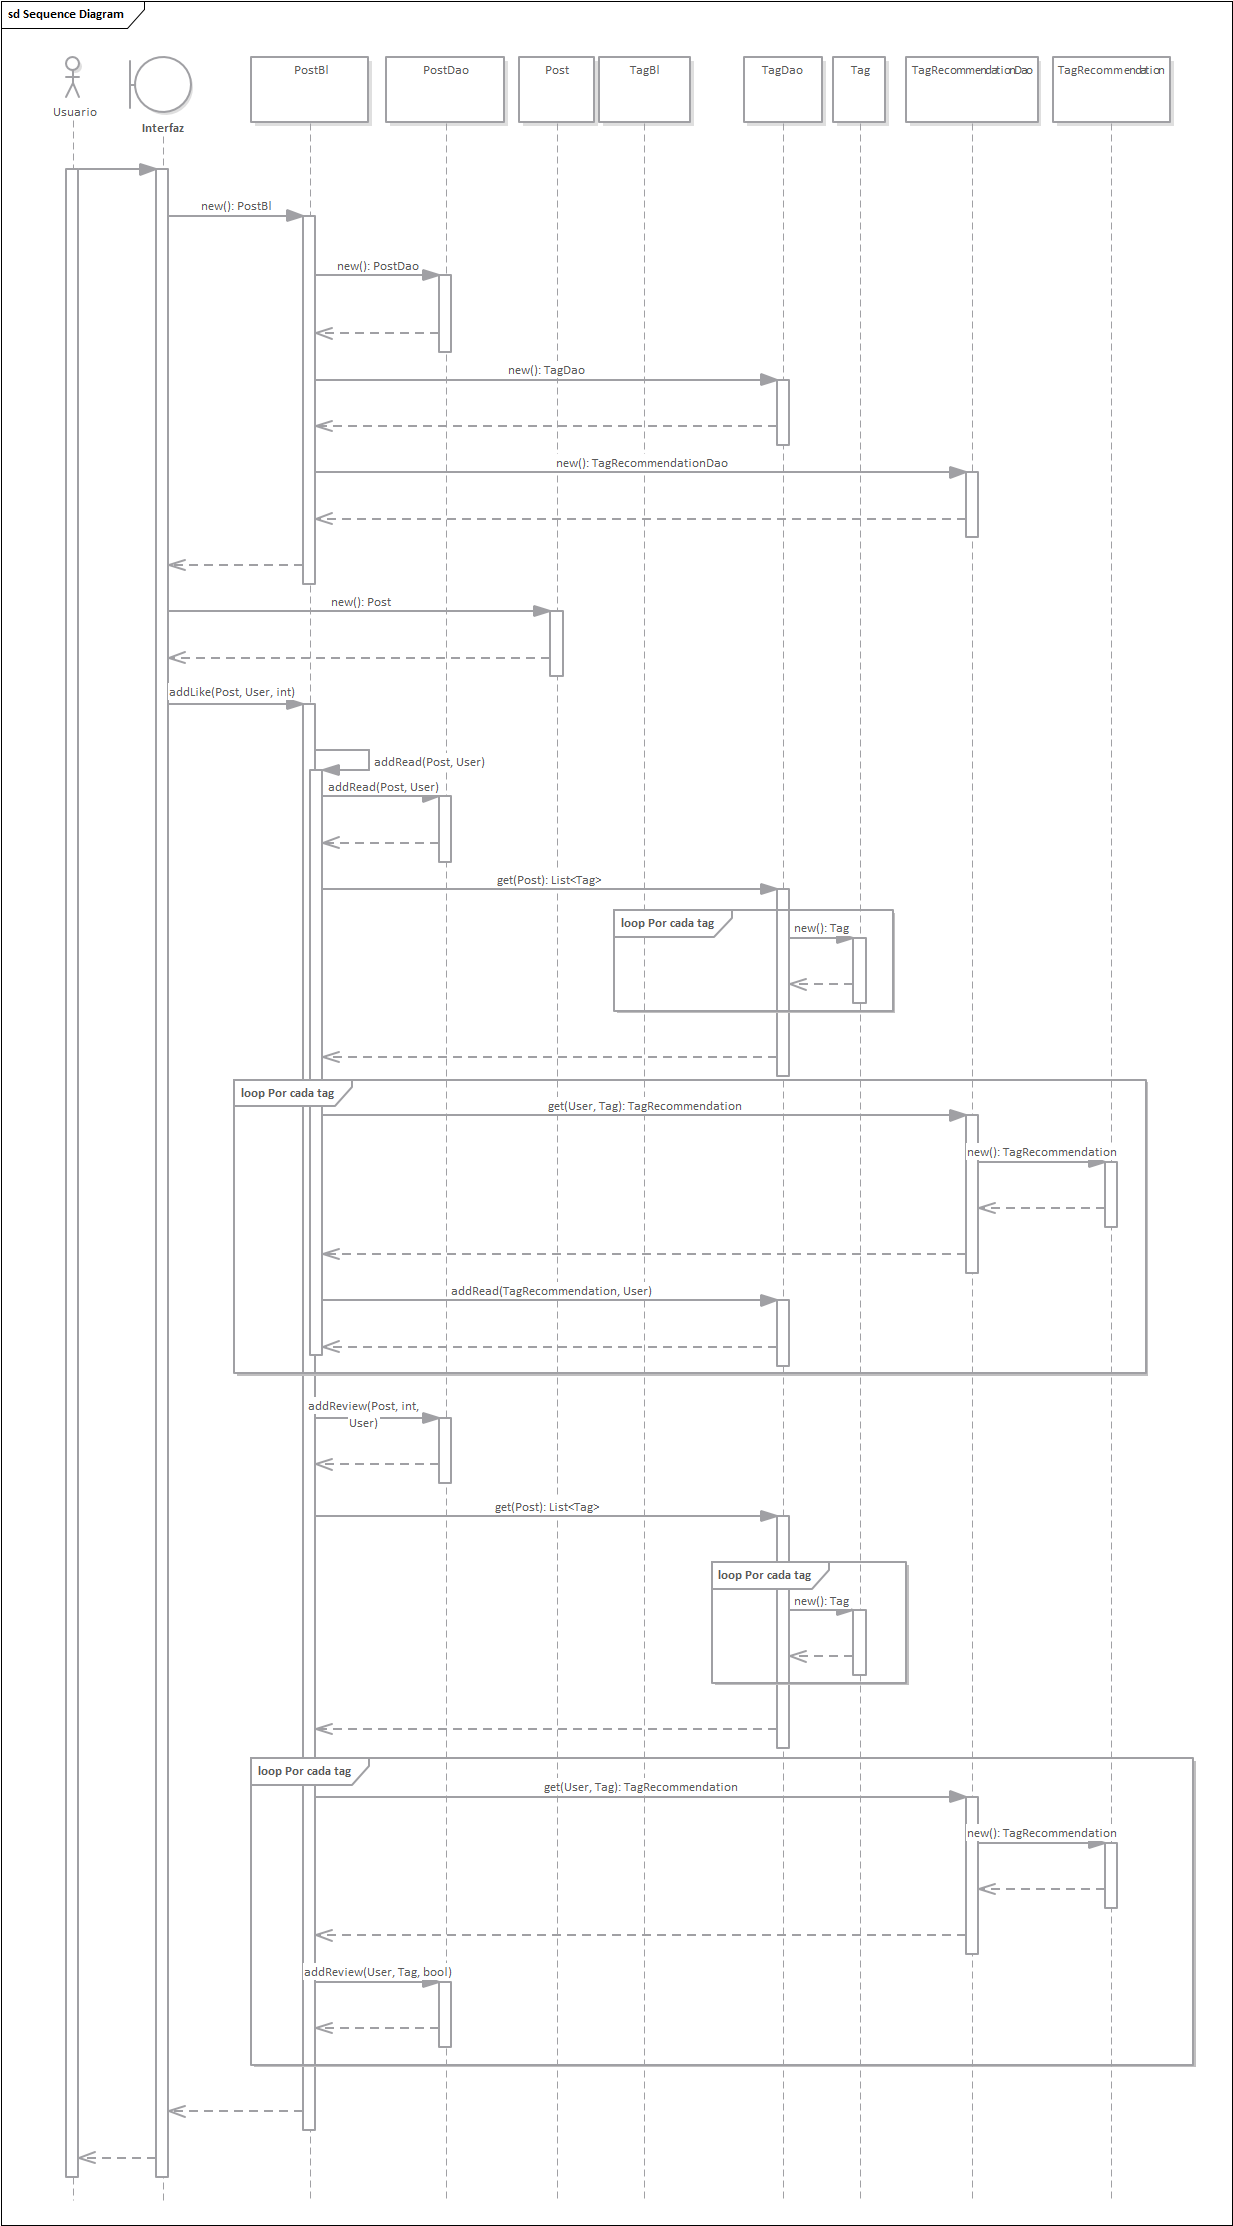 sd Sequence Diagram
Usuario
Interfaz
PostBl
PostDao
Post
TagBl
TagDao
Tag
TagRecommendationDao
TagRecommendation
new(): PostBl
new(): PostDao
new(): TagDao
new(): TagRecommendationDao
new(): Post
addLike(Post, User, int)
addRead(Post, User)
addRead(Post, User)
get(Post): List<Tag>
loop Por cada tag
new(): Tag
loop Por cada tag
get(User, Tag): TagRecommendation
new(): TagRecommendation
addRead(TagRecommendation, User)
addReview(Post, int,
User)
get(Post): List<Tag>
loop Por cada tag
new(): Tag
loop Por cada tag
get(User, Tag): TagRecommendation
new(): TagRecommendation
addReview(User, Tag, bool)